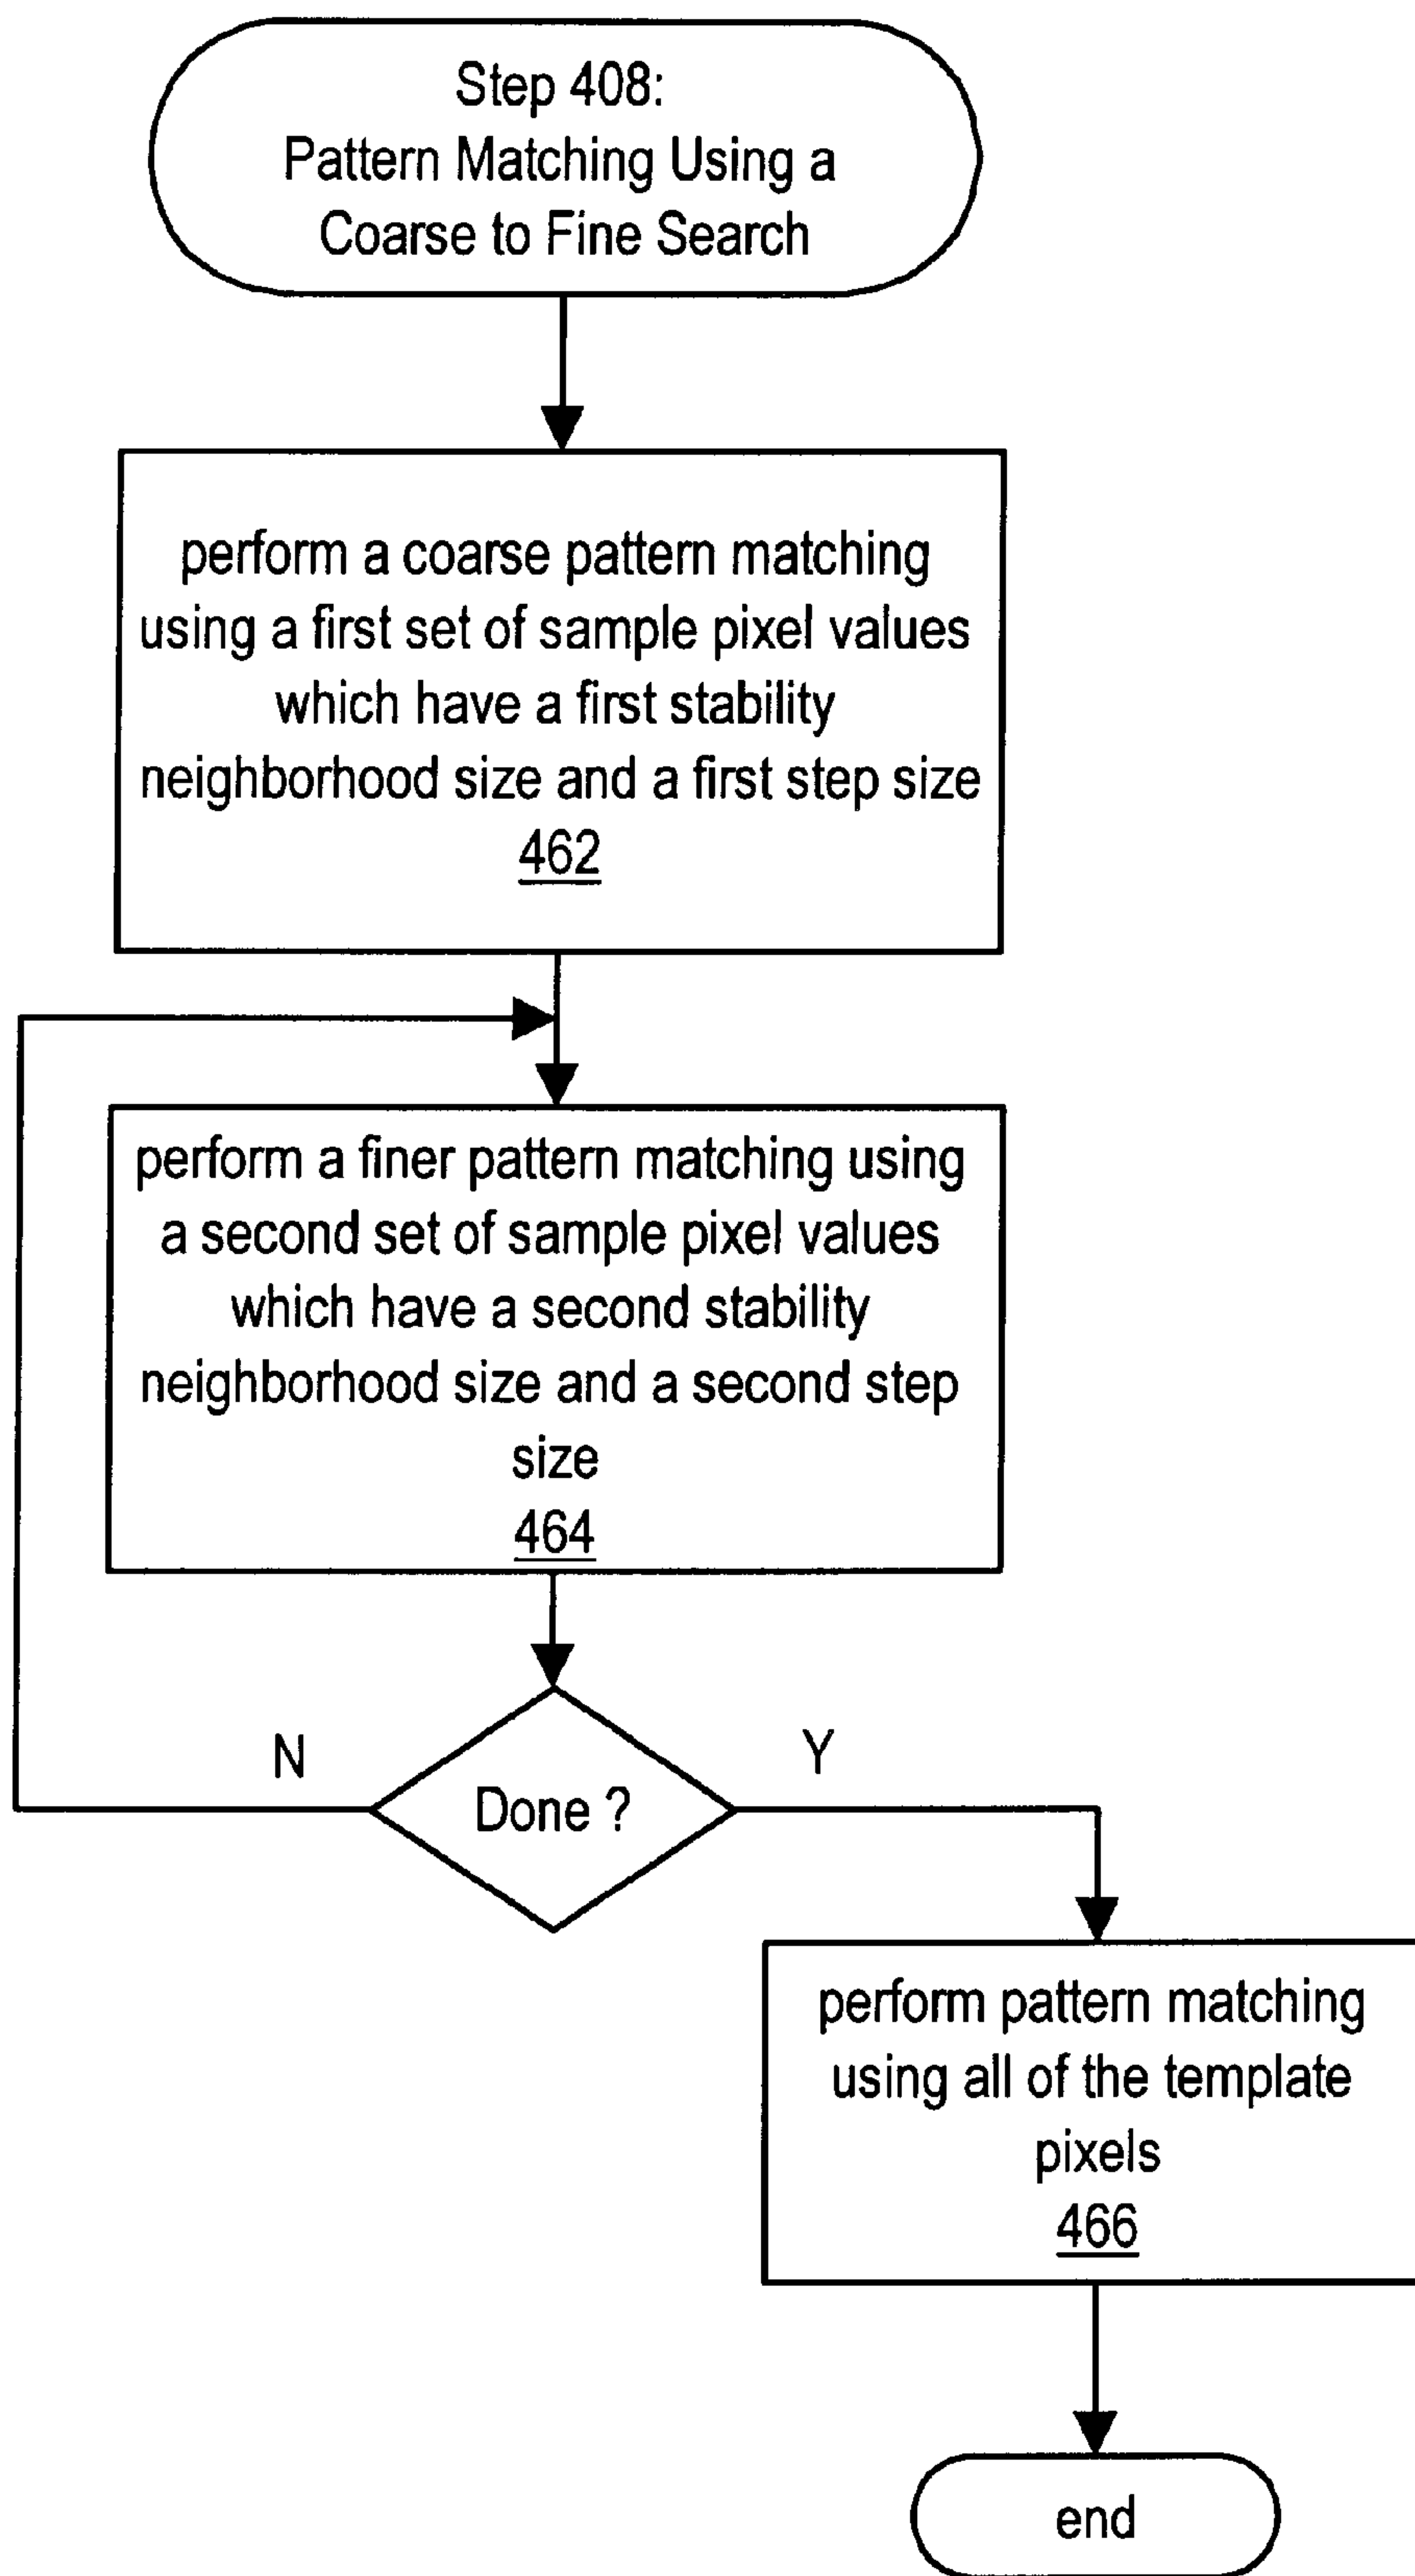 Step 408:
Pattern Matching Using a
Coarse to Fine Search
perform a coarse pattern matching
using a first set of sample pixel values
which have a first stability
neighborhood size and a first step size
462
perform a finer pattern matching using
a second set of sample pixel values
which have a second stability
neighborhood size and a second step
size
464
N
Y
Done ?
perform pattern matching
using all of the template
pixels
466
end